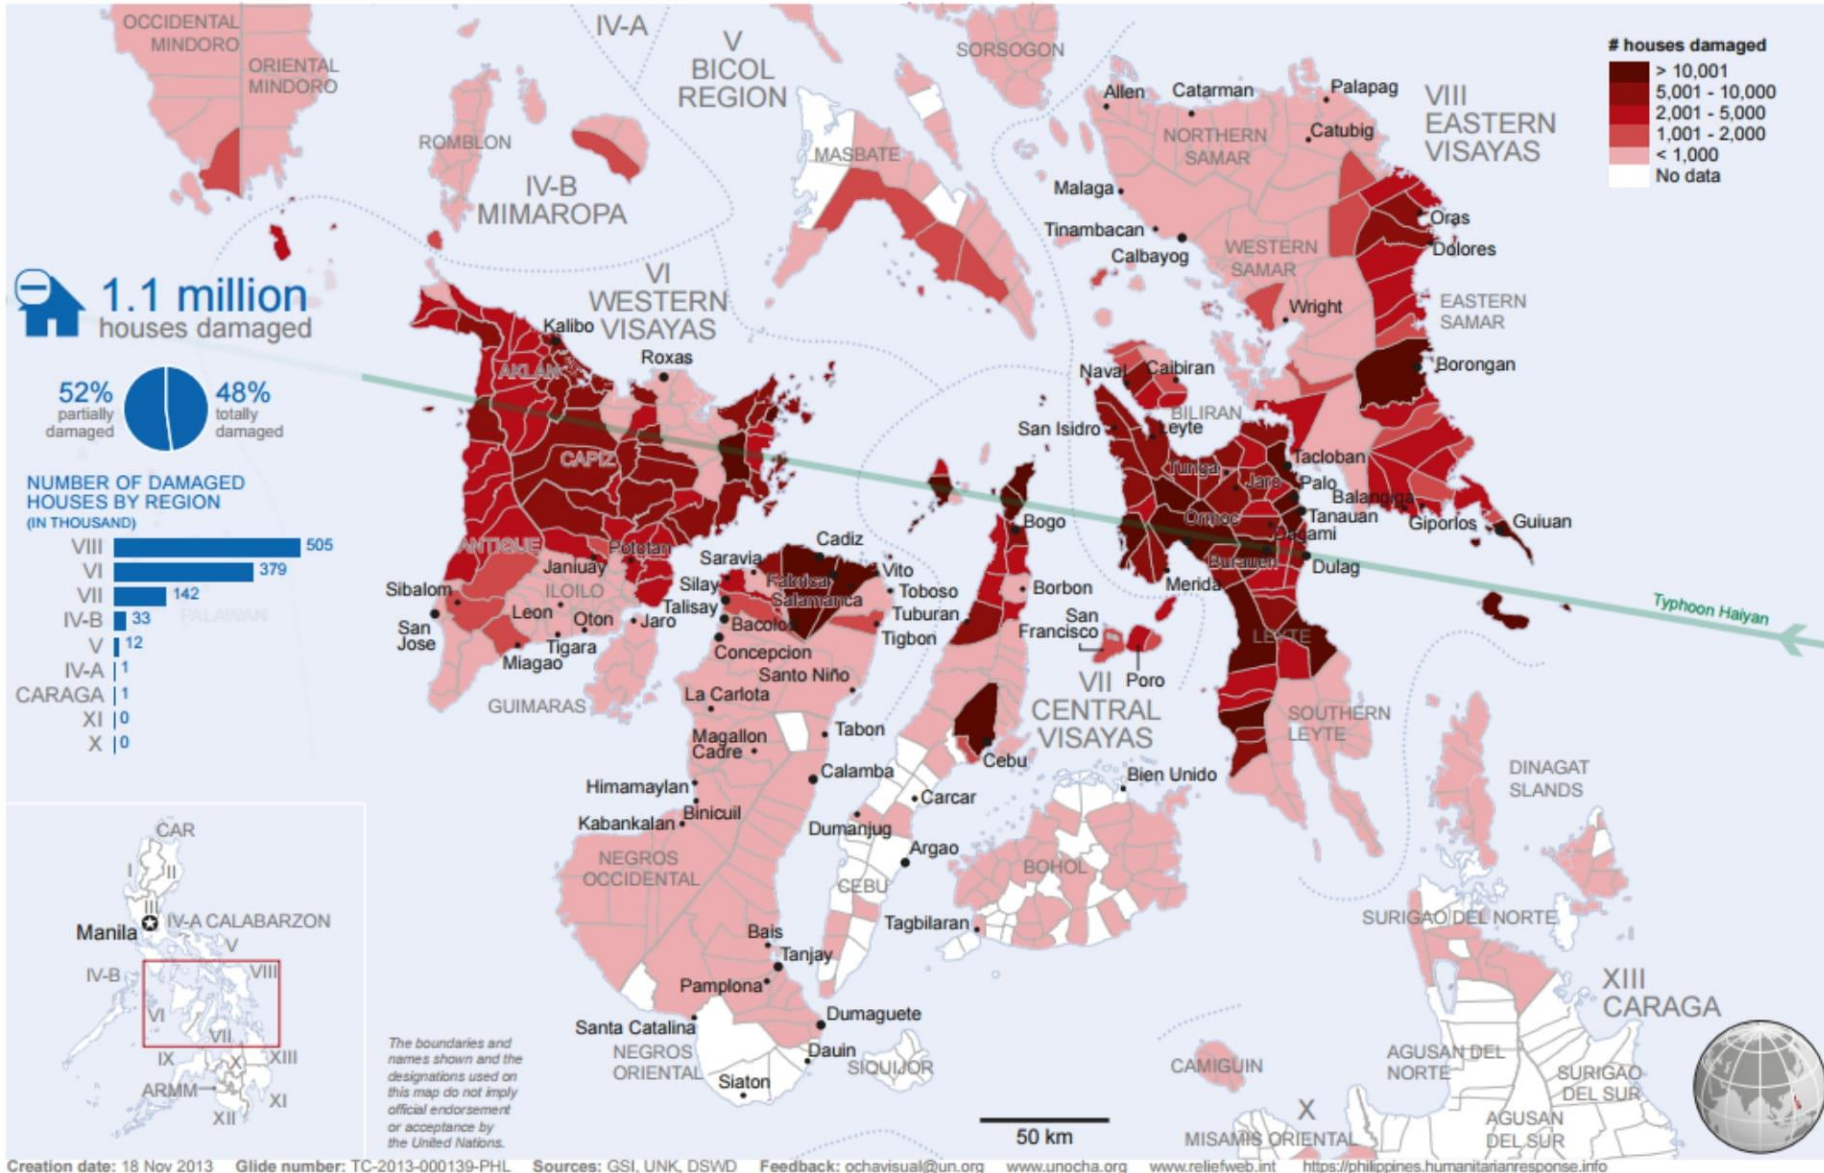 OCCIDENTAL
MINDORO
ORIENTAL
MINDORO
IV-A
V
BICOL
REGION
SORSOGON
ROMBLON
IV-B
MIMAROPA
MASBATE
Allen
Catarman
Palapag
NORTHERN
SAMAR
Catubig
VIII
EASTERN
VISAYAS
# houses damaged
> 10,001
5,001 - 10,000
2,001 - 5,000
1,001 - 2,000
< 1,000
No data
Malaga
Tinambacan
Calbayog
WESTERN
SAMAR
Oras
Dolores
Wright
EASTERN
SAMAR
Borongan
1.1 million
houses damaged
52%
partially
damaged
48%
totally
damaged
NUMBER OF DAMAGED
HOUSES BY REGION
(IN THOUSAND)
VIII 505
VI 379
VII 142
IV-B 33
V 12
IV-A 1
CARAGA 1
XI 0
X 0
PALAWAN
VI
WESTERN
VISAYAS
Kalibo
Roxas
AKLAN
CAPIZ
ANTIQUE
Pototan
Janiuay
ILOILO
Sibalom
Leon
Oton
Jaro
San
Jose
Tigara
Miagao
GUIMARAS
Naval
Caibiran
BILIRAN
San Isidro
Leyte
Tacloban
Tunga
Jaro
Palo
Balangiga
Ormoc
Tanauan
Giporlos
Guiuan
Dagami
Burauen
Dulag
Merida
Typhoon Haiyan
LEYTE
SOUTHERN
LEYTE
Bogo
Borbon
San
Francisco
Poro
VII
CENTRAL
VISAYAS
Cadiz
Saravia
Vito
Silay
Fabrica
Toboso
Talisay
Salamanca
Tuburan
Bacolod
Tigbon
Concepcion
Santo Niño
La Carlota
Tabon
Magallon
Cadre
Cebu
Calamba
Himamaylan
Carcar
Binicuil
Kabankalan
Dumanjug
Argao
NEGROS
OCCIDENTAL
CEBU
Bien Unido
BOHOL
Tagbilaran
Bais
Tanjay
Pamplona
Dumaguete
Santa Catalina
Dauin
NEGROS
ORIENTAL
SIQUIJOR
Siaton
DINAGAT
SLANDS
SURIGAO DEL NORTE
XIII
CARAGA
CAMIGUIN
AGUSAN DEL
NORTE
SURIGAO
DEL SUR
X
MISAMIS ORIENTAL
AGUSAN
DEL SUR
CAR
I
II
III
Manila
IV-A CALABARZON
V
IV-B
VIII
VI
VII
IX
X
XIII
ARMM
XI
XII
The boundaries and
names shown and the
designations used on
this map do not imply
official endorsement
or acceptance by
the United Nations.
50 km
Creation date: 18 Nov 2013 Glide number: TC-2013-000139-PHL Sources: GSI, UNK, DSWD Feedback: ochavisual@un.org www.unocha.org www.reliefweb.int https://philippines.humanitarianresponse.info